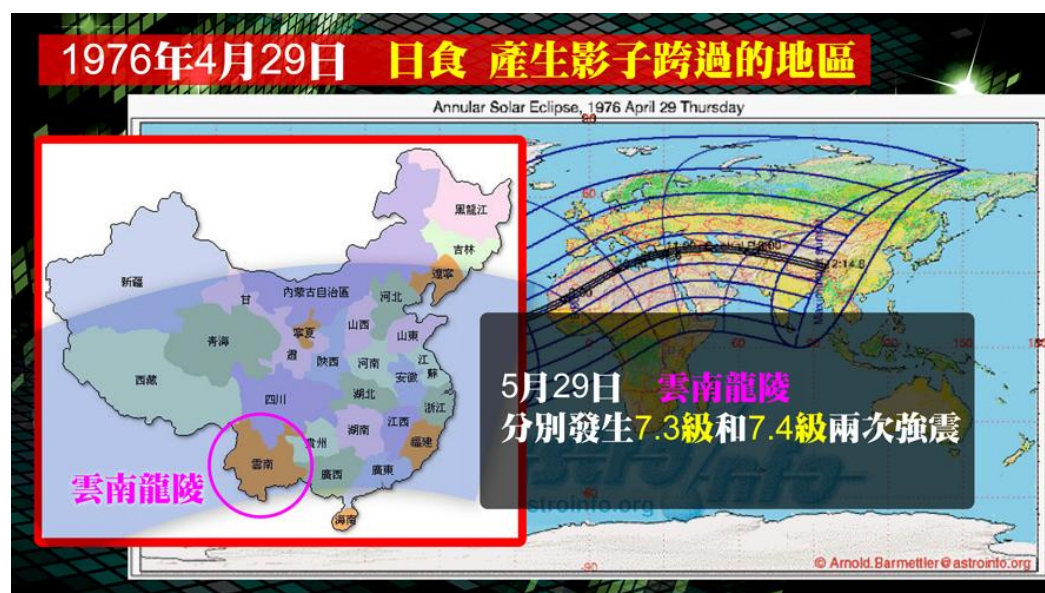 1976年4月29日 日食 產生影子跨過的地區
Annular Solar Eclipse, 1976 April 29 Thursday
黑龍江
吉林
遼寧
新疆
內蒙古自治區
甘
河北
寧夏
山西
山東
青海
肅
陝西
河南
江
蘇
安徽
西藏
四川
湖北
浙江
江西
湖南
貴州
福建
雲南
廣西
廣東
海南
雲南龍陵
5月29日 雲南龍陵
分別發生7.3級和7.4級兩次強震
astroinfo.org
© Arnold.Barmettler@astroinfo.org
60
60
-90
150